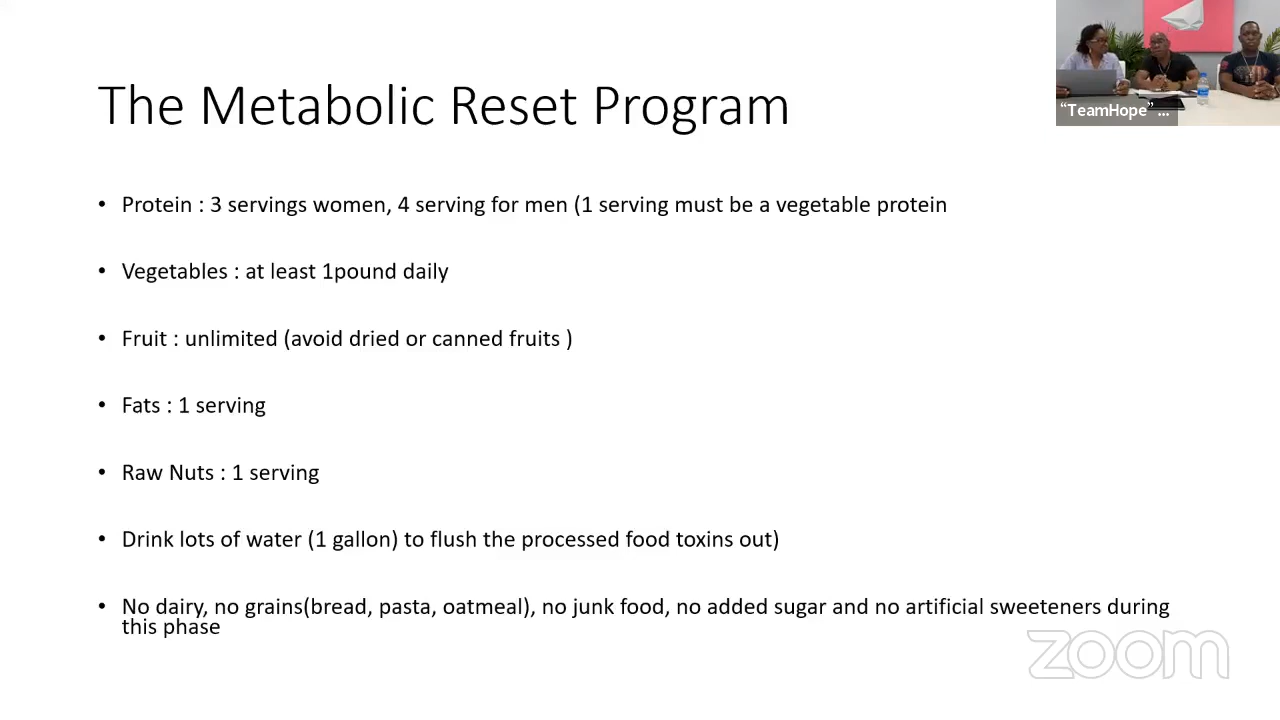 The Metabolic Reset Program
"TeamHope" ...
• Protein : 3 servings women, 4 serving for men (1 serving must be a vegetable protein
• Vegetables : at least 1pound daily
• Fruit : unlimited (avoid dried or canned fruits )
• Fats : 1 serving
• Raw Nuts : 1 serving
• Drink lots of water (1 gallon) to flush the processed food toxins out)
• No dairy, no grains(bread, pasta, oatmeal), no junk food, no added sugar and no artificial sweeteners during
this phase
zoom